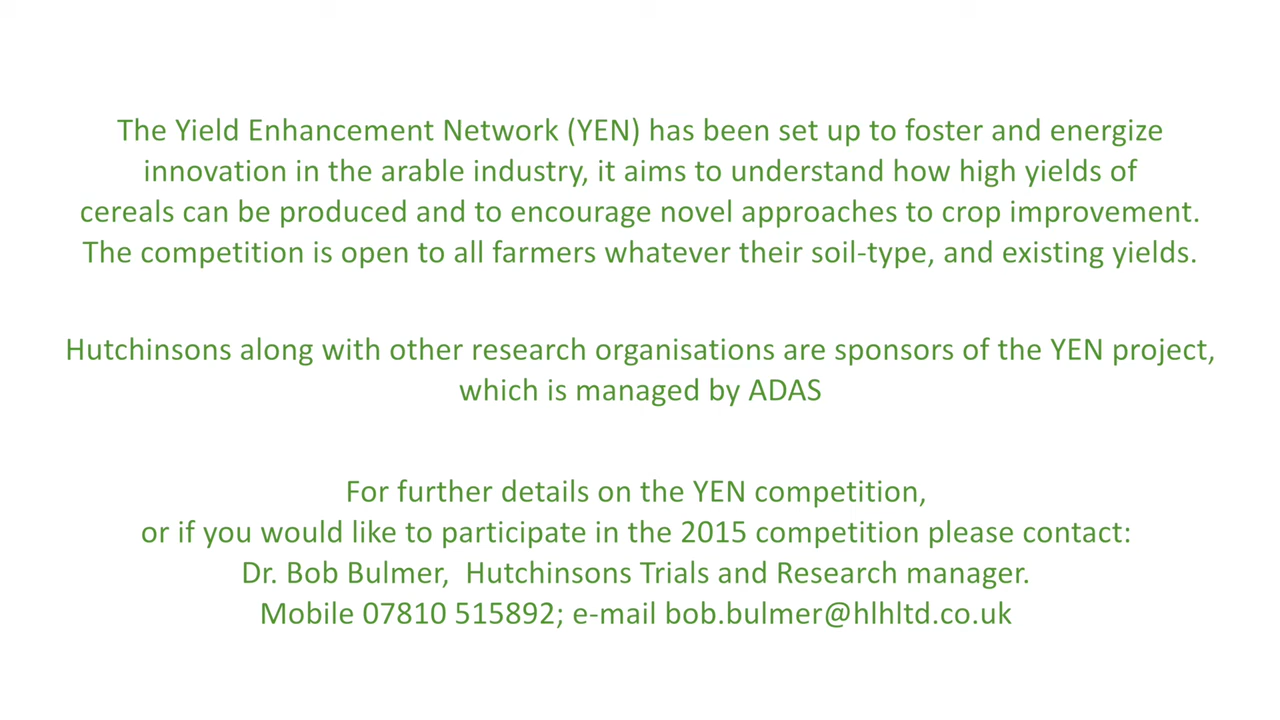 The Yield Enhancement Network (YEN) has been set up to foster and energize
innovation in the arable industry, it aims to understand how high yields of
cereals can be produced and to encourage novel approaches to crop improvement.
The competition is open to all farmers whatever their soil-type, and existing yields.
Hutchinsons along with other research organisations are sponsors of the YEN project,
which is managed by ADAS
For further details on the YEN competition,
or if you would like to participate in the 2015 competition please contact:
Dr. Bob Bulmer,  Hutchinsons Trials and Research manager.
Mobile 07810 515892; e-mail bob.bulmer@hlhltd.co.uk